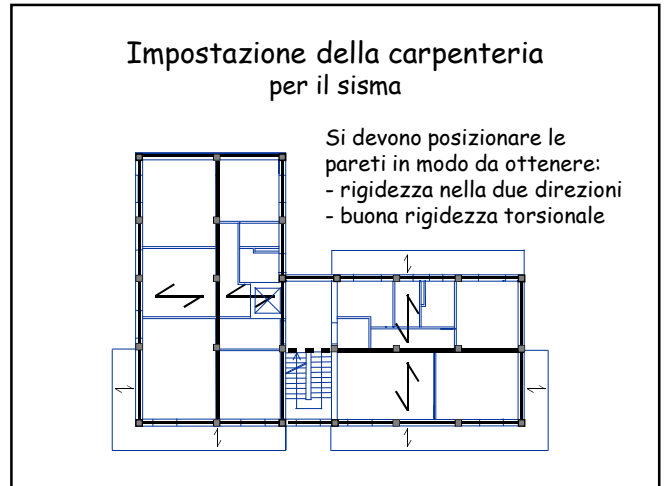 Impostazione della carpenteria
per il sisma
Si devono posizionare le
pareti in modo da ottenere:
- rigidezza nella due direzioni
- buona rigidezza torsionale